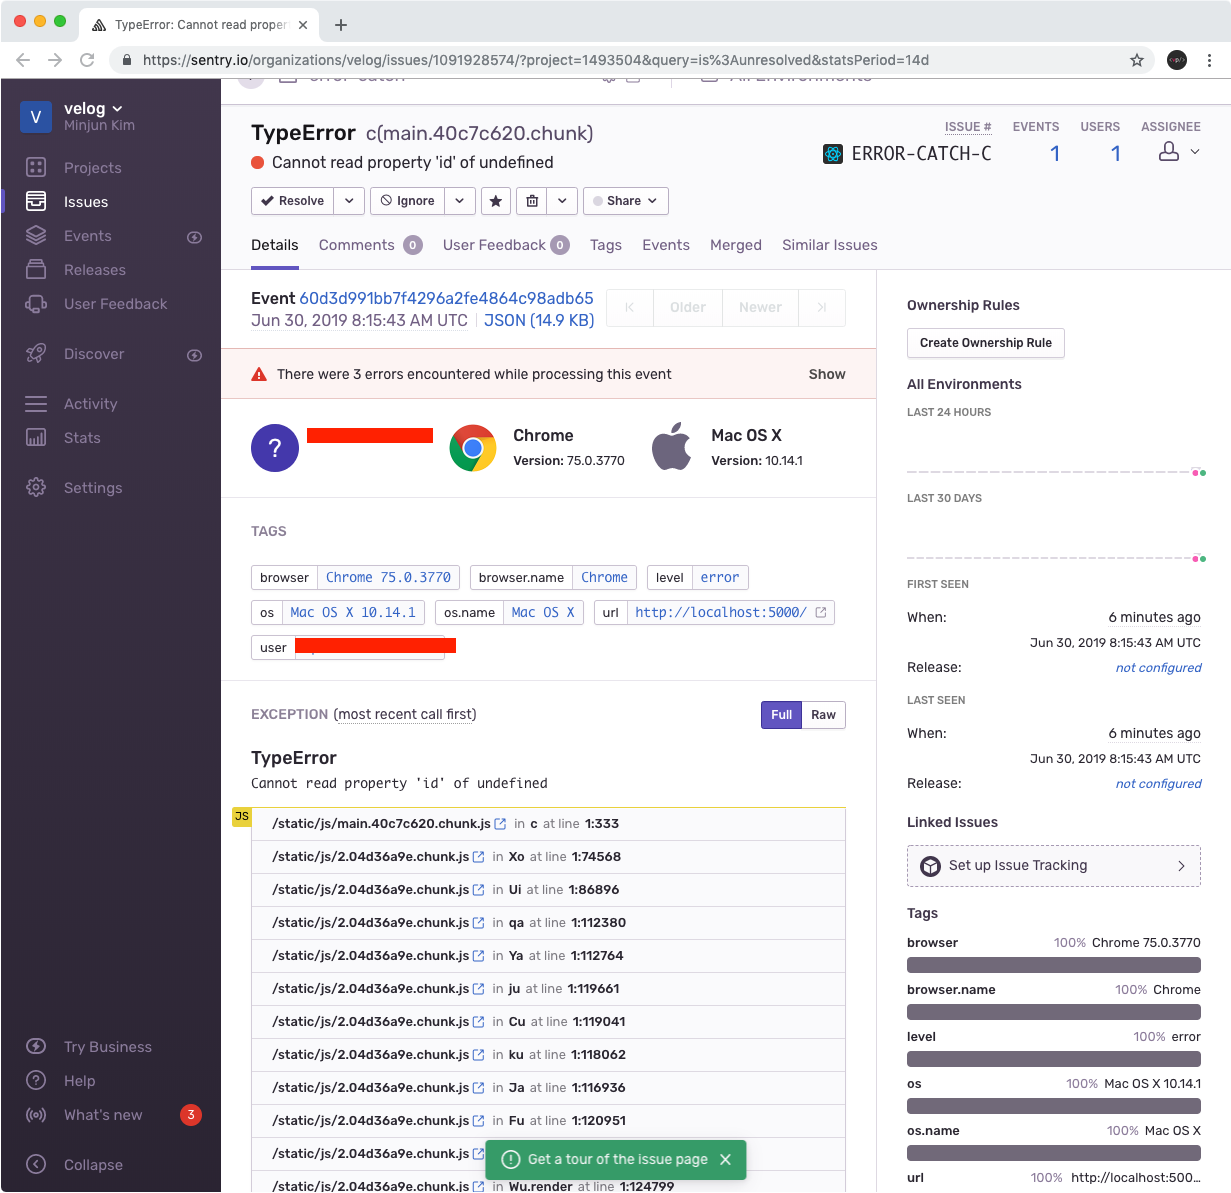 TypeError: Cannot read proper
https://sentry.io/organizations/velog/issues/1091928574/?project=1493504&query=is%3Aunresolved&statsPeriod=14d
V
velog
Minjun Kim
Projects
Issues
Events
Releases
User Feedback
Discover
Activity
Stats
Settings
Try Business
Help
What's new
3
Collapse
TypeError c(main.40c7c620.chunk)
Cannot read property 'id' of undefined
ISSUE #
EVENTS
USERS
ASSIGNEE
ERROR-CATCH-C
1
1
Resolve
Ignore
Share
Details
Comments 0
User Feedback 0
Tags
Events
Merged
Similar Issues
Event 60d3d991bb7f4296a2fe4864c98adb65
Jun 30, 2019 8:15:43 AM UTC
JSON (14.9 KB)
Older
Newer
There were 3 errors encountered while processing this event
Show
?
Chrome
Version: 75.0.3770
Mac OS X
Version: 10.14.1
TAGS
browser Chrome 75.0.3770
browser.name Chrome
level error
os Mac OS X 10.14.1
os.name Mac OS X
url http://localhost:5000/
user
EXCEPTION (most recent call first)
Full
Raw
TypeError
Cannot read property 'id' of undefined
JS
/static/js/main.40c7c620.chunk.js in c at line 1:333
/static/js/2.04d36a9e.chunk.js in Xo at line 1:74568
/static/js/2.04d36a9e.chunk.js in Ui at line 1:86896
/static/js/2.04d36a9e.chunk.js in qa at line 1:112380
/static/js/2.04d36a9e.chunk.js in Ya at line 1:112764
/static/js/2.04d36a9e.chunk.js in ju at line 1:119661
/static/js/2.04d36a9e.chunk.js in Cu at line 1:119041
/static/js/2.04d36a9e.chunk.js in ku at line 1:118062
/static/js/2.04d36a9e.chunk.js in Ja at line 1:116936
/static/js/2.04d36a9e.chunk.js in Fu at line 1:120951
/static/js/2.04d36a9e.chunk.js
/static/js/2.04d36a9e.chunk.js in Wu.render at line 1:124799
Get a tour of the issue page
Ownership Rules
Create Ownership Rule
All Environments
LAST 24 HOURS
LAST 30 DAYS
FIRST SEEN
When: 6 minutes ago
Jun 30, 2019 8:15:43 AM UTC
Release: not configured
LAST SEEN
When: 6 minutes ago
Jun 30, 2019 8:15:43 AM UTC
Release: not configured
Linked Issues
Set up Issue Tracking
Tags
browser 100% Chrome 75.0.3770
browser.name 100% Chrome
level 100% error
os 100% Mac OS X 10.14.1
os.name 100% Mac OS X
url 100% http://localhost:500...